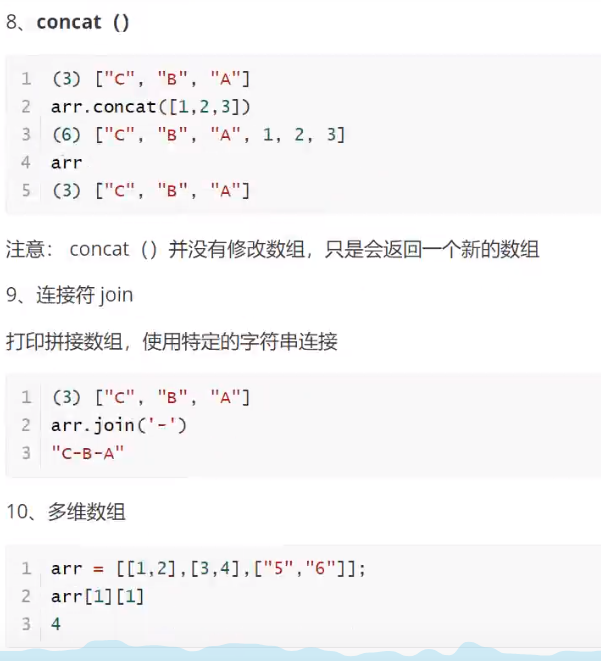 8、concat（）
1 (3) ["C", "B", "A"]
2 arr.concat([1,2,3])
3 (6) ["C", "B", "A", 1, 2, 3]
4 arr
5 (3) ["C", "B", "A"]
注意： concat（）并没有修改数组，只是会返回一个新的数组
9、连接符 join
打印拼接数组，使用特定的字符串连接
1 (3) ["C", "B", "A"]
2 arr.join('-')
3 "C-B-A"
10、多维数组
1 arr = [[1,2],[3,4],["5","6"]];
2 arr[1][1]
3 4